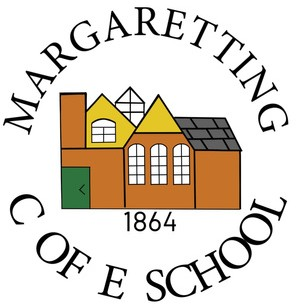 MARGARETTING
1864
C OF E SCHOOL